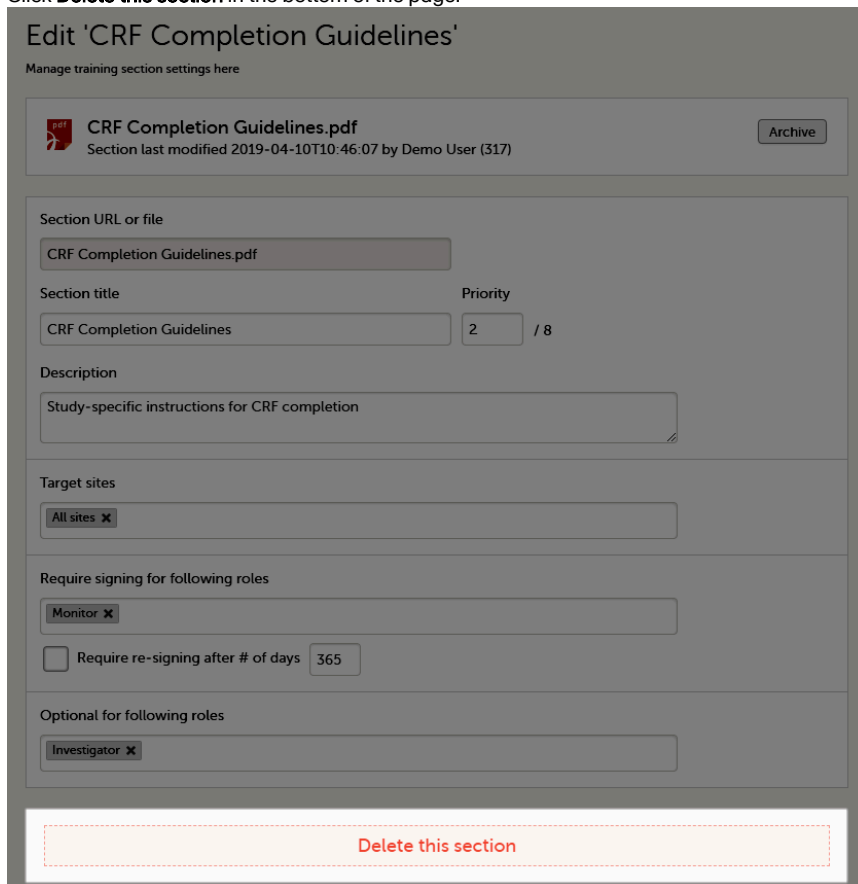 Click Delete this section in the bottom of the page.
Edit 'CRF Completion Guidelines'
Manage training section settings here
pdf
CRF Completion Guidelines.pdf
Archive
Section last modified 2019-04-10T10:46:07 by Demo User (317)
Section URL or file
CRF Completion Guidelines.pdf
Section title Priority
CRF Completion Guidelines 2 / 8
Description
Study-specific instructions for CRF completion
Target sites
All sites ✖
Require signing for following roles
Monitor ✖
Require re-signing after # of days 365
Optional for following roles
Investigator ✖
Delete this section